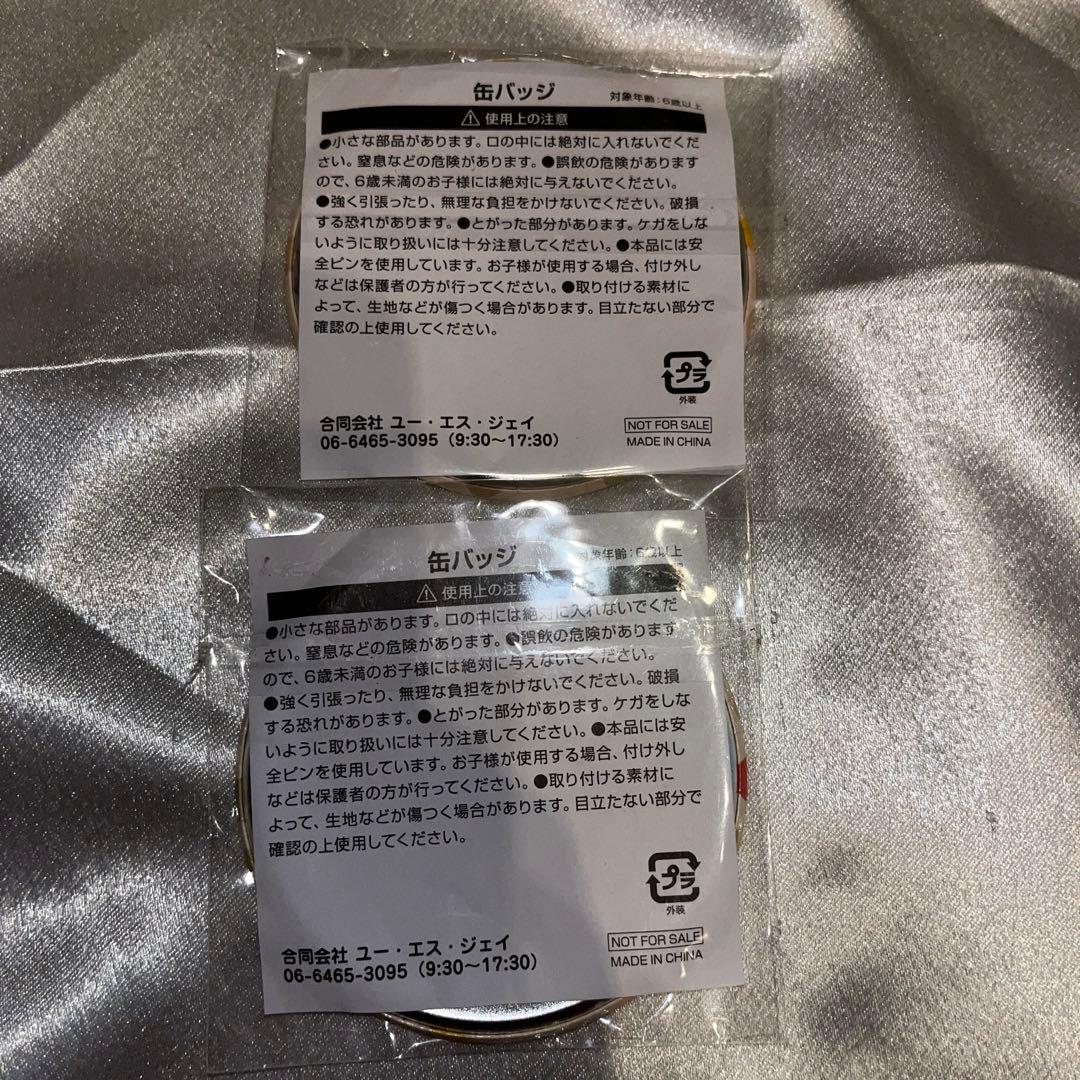 缶バッジ
対象年齢：6歳以上
使用上の注意
●小さな部品があります。口の中には絶対に入れないでくだ
さい。窒息などの危険があります。●誤飲の危険があります
ので、6歳未満のお子様には絶対に与えないでください。
●強く引張ったり、無理な負担をかけないでください。破損
する恐れがあります。●とがった部分があります。ケガをしな
いように取り扱いには十分注意してください。●本品には安
全ピンを使用しています。お子様が使用する場合、付け外し
などは保護者の方が行ってください。●取り付ける素材に
よって、生地などが傷つく場合があります。目立たない部分で
確認の上使用してください。
プラ
外装
合同会社 ユー・エス・ジェイ
06-6465-3095（9:30〜17:30）
NOT FOR SALE
MADE IN CHINA
缶バッジ
対象年齢：6歳以上
使用上の注意
●小さな部品があります。口の中には絶対に入れないでくだ
さい。窒息などの危険があります。●誤飲の危険があります
ので、6歳未満のお子様には絶対に与えないでください。
●強く引張ったり、無理な負担をかけないでください。破損
する恐れがあります。●とがった部分があります。ケガをしな
いように取り扱いには十分注意してください。●本品には安
全ピンを使用しています。お子様が使用する場合、付け外し
などは保護者の方が行ってください。●取り付ける素材に
よって、生地などが傷つく場合があります。目立たない部分で
確認の上使用してください。
プラ
外装
合同会社 ユー・エス・ジェイ
06-6465-3095（9:30〜17:30）
NOT FOR SALE
MADE IN CHINA